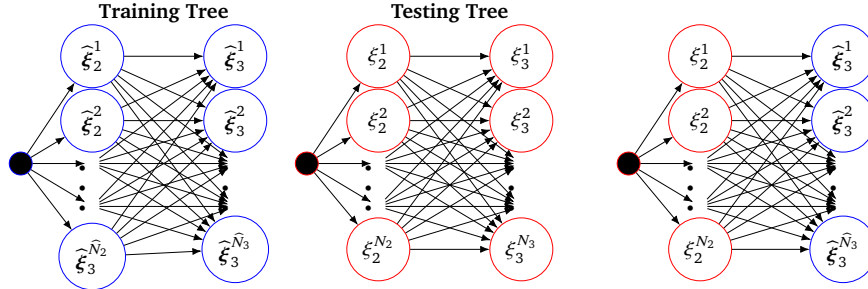 Training Tree Testing Tree
ξ̂₂¹ ξ̂₃¹ ξ₂¹ ξ₃¹ ξ₂¹ ξ̂₃¹
ξ̂₂² ξ̂₃² ξ₂² ξ₃² ξ₂² ξ̂₃²
ξ̂₃^{N̂₂} ξ̂₃^{N̂₃} ξ₂^{N₂} ξ₃^{N₃} ξ₂^{N₂} ξ̂₃^{N̂₃}